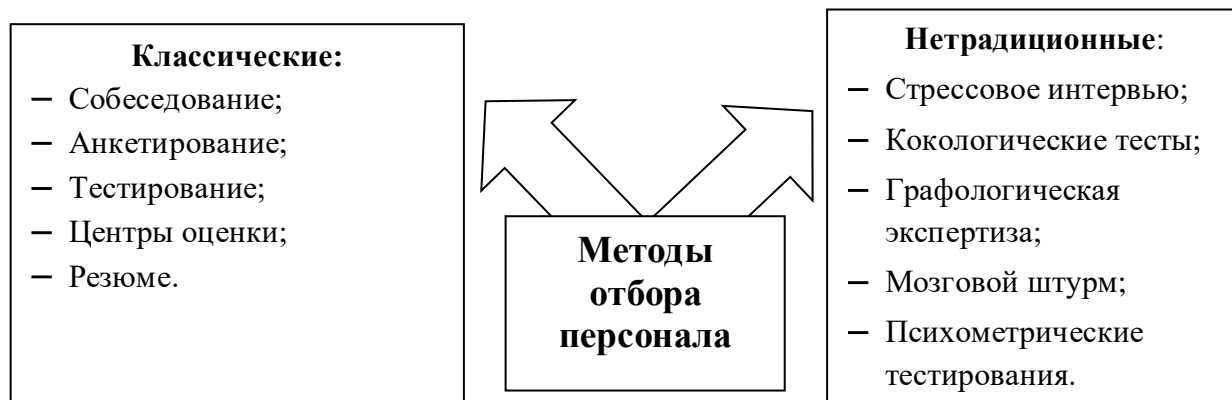 Классические:
– Собеседование;
– Анкетирование;
– Тестирование;
– Центры оценки;
– Резюме.
Методы
отбора
персонала
Нетрадиционные:
– Стрессовое интервью;
– Кокологические тесты;
– Графологическая
экспертиза;
– Мозговой штурм;
– Психометрические
тестирования.